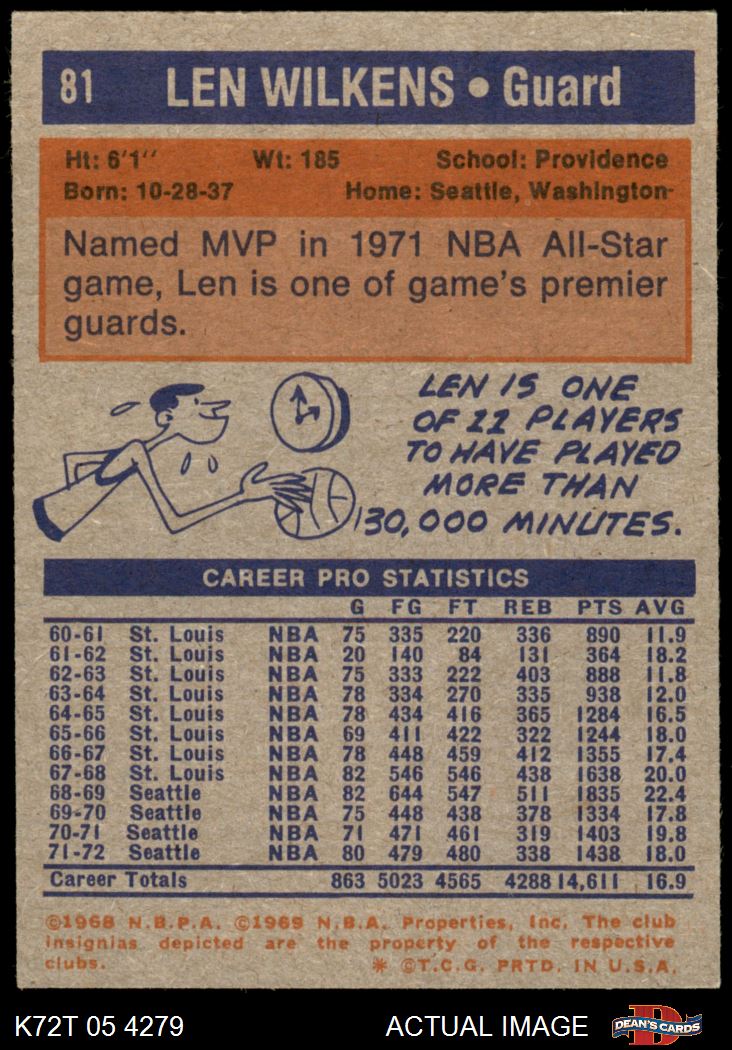 81 LEN WILKENS • Guard
Ht: 6'1'' Wt: 185 School: Providence
Born: 10-28-37 Home: Seattle, Washington
Named MVP in 1971 NBA All-Star
game, Len is one of game's premier
guards.
LEN IS ONE
OF 11 PLAYERS
TO HAVE PLAYED
MORE THAN
30,000 MINUTES.
CAREER PRO STATISTICS
G FG FT REB PTS AVG
60-61 St. Louis NBA 75 335 220 336 890 11.9
61-62 St. Louis NBA 20 140 84 131 364 18.2
62-63 St. Louis NBA 75 333 222 403 888 11.8
63-64 St. Louis NBA 78 334 270 335 938 12.0
64-65 St. Louis NBA 78 434 416 365 1284 16.5
65-66 St. Louis NBA 69 411 422 322 1244 18.0
66-67 St. Louis NBA 78 448 459 412 1355 17.4
67-68 St. Louis NBA 82 546 546 438 1638 20.0
68-69 Seattle NBA 82 644 547 511 1835 22.4
69-70 Seattle NBA 75 448 438 378 1334 17.8
70-71 Seattle NBA 71 471 461 319 1403 19.8
71-72 Seattle NBA 80 479 480 338 1438 18.0
Career Totals 863 5023 4565 4288 14,611 16.9
©1968 N.B.P.A. ©1969 N.B.A. Properties, Inc. The club
insignias depicted are the property of the respective
clubs. * ©T.C.G. PRTD. IN U.S.A.
K72T 05 4279 ACTUAL IMAGE D DEAN'S CARDS